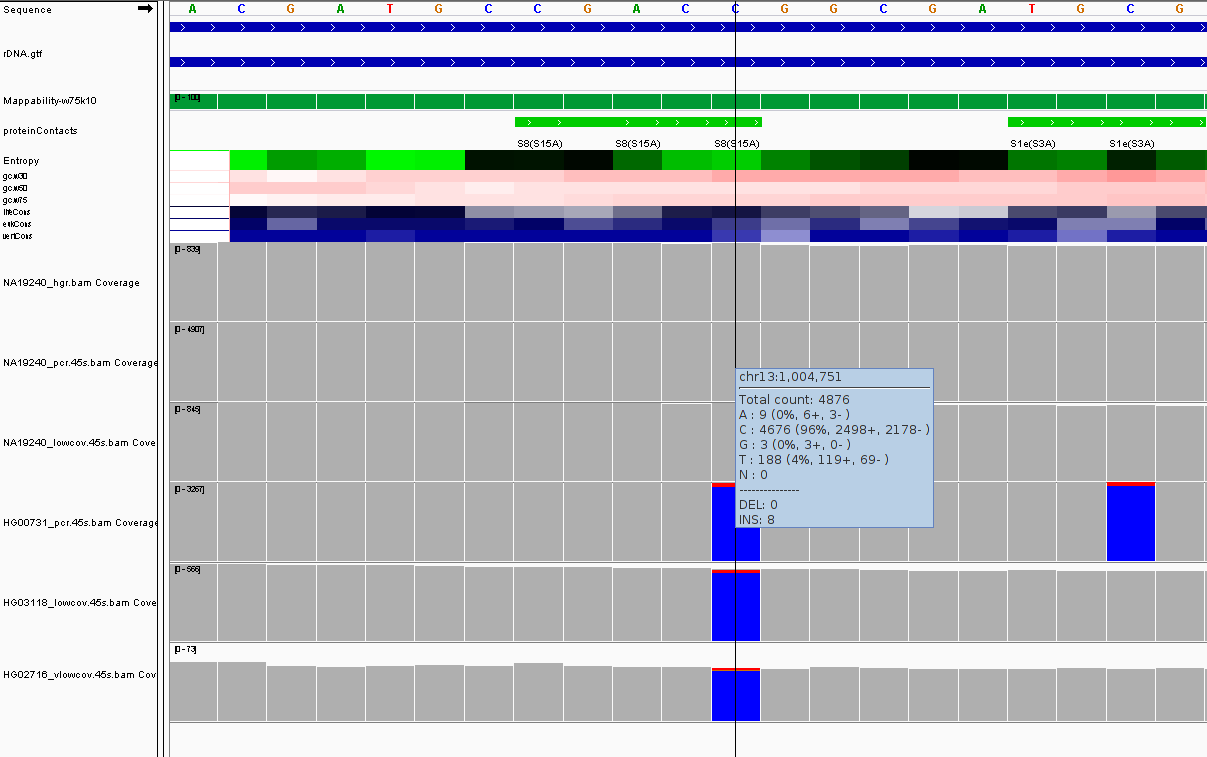 Sequence
A C G A T G C C G A C C G G C G A T G C G
rDNA.gtf
Mappability-w75k10
[0 - 100]
proteinContacts
S8(S15A) S8(S15A) S8(S15A) S1e(S3A) S1e(S3A)
Entropy
gc.w30
gc.w50
gc.w75
lifeCons
eukCons
vertCons
[0 - 839]
NA19240_hgr.bam Coverage
[0 - 4907]
NA19240_pcr.45s.bam Coverage
[0 - 845]
NA19240_lowcov.45s.bam Cove
[0 - 3267]
HG00731_pcr.45s.bam Coverage
[0 - 566]
HG03118_lowcov.45s.bam Cove
[0 - 73]
HG02716_vlowcov.45s.bam Cov
chr13:1,004,751
Total count: 4876
A : 9 (0%, 6+, 3- )
C : 4676 (96%, 2498+, 2178- )
G : 3 (0%, 3+, 0- )
T : 188 (4%, 119+, 69- )
N : 0
---------------
DEL: 0
INS: 8